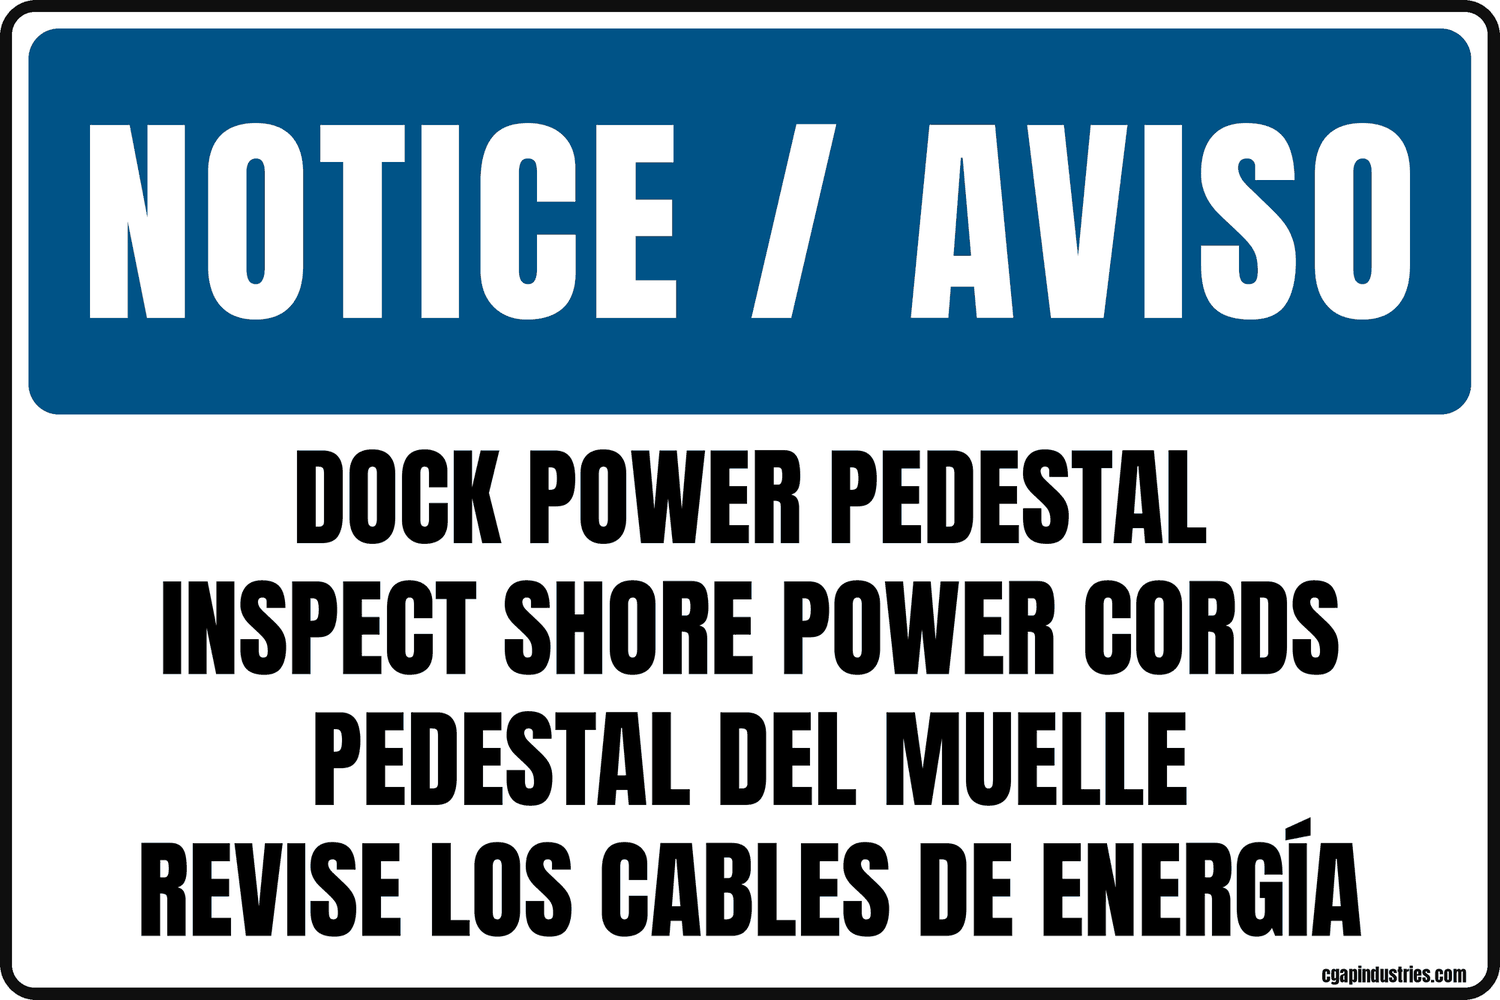 NOTICE / AVISO
DOCK POWER PEDESTAL
INSPECT SHORE POWER CORDS
PEDESTAL DEL MUELLE
REVISE LOS CABLES DE ENERGÍA
cgapindustries.com